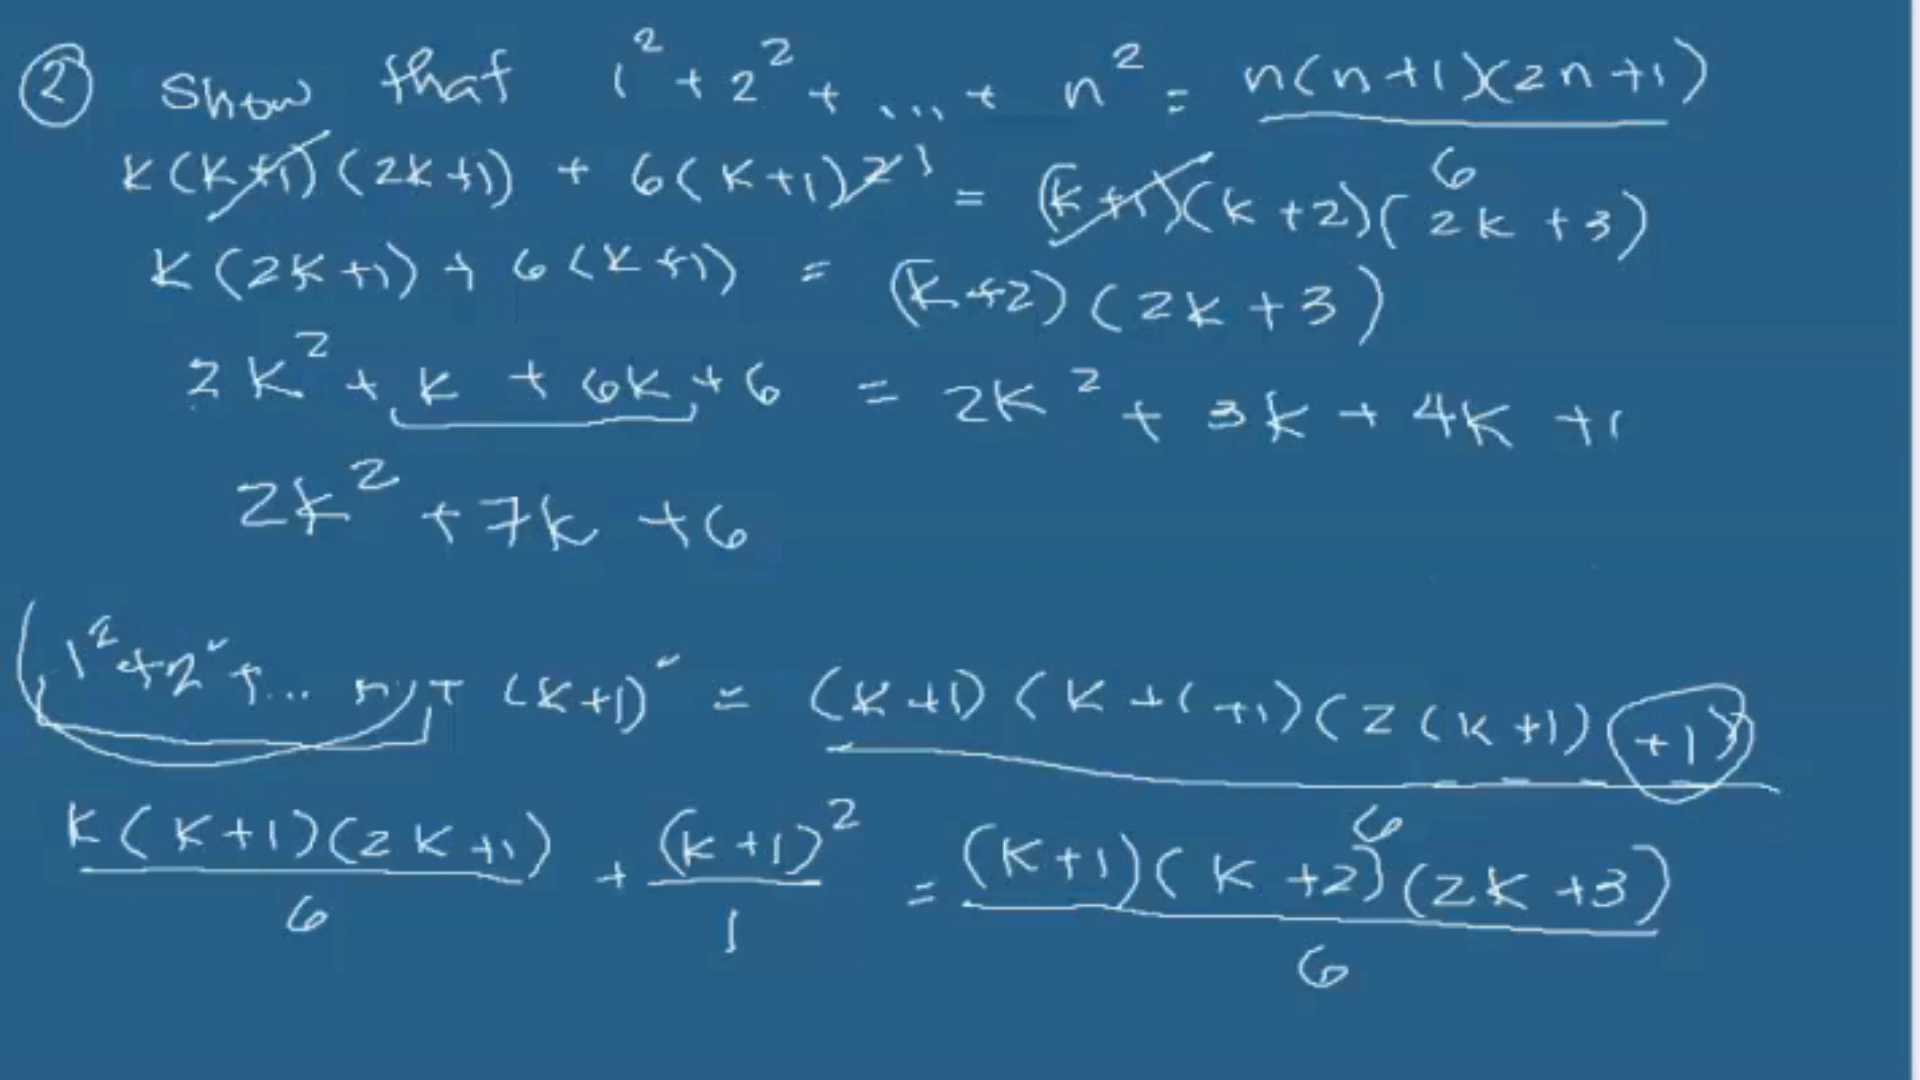 ② Show that 1² + 2² + ... + n² = n(n+1)(2n+1) / 6
k(k+1)(2k+1) + 6(k+1)2 1 = (k+1)(k+2)(2k+3)
k(2k+1) + 6(k+1) = (k+2)(2k+3)
2k² + k + 6k + 6 = 2k² + 3k + 4k + (
2k² + 7k + 6
1² + 2² + ... + (k+1)² = (k+1)(k+1+1)(2(k+1)+1) / 6
k(k+1)(2k+1) / 6 + (k+1)² / 1 = (k+1)(k+2)(2k+3) / 6